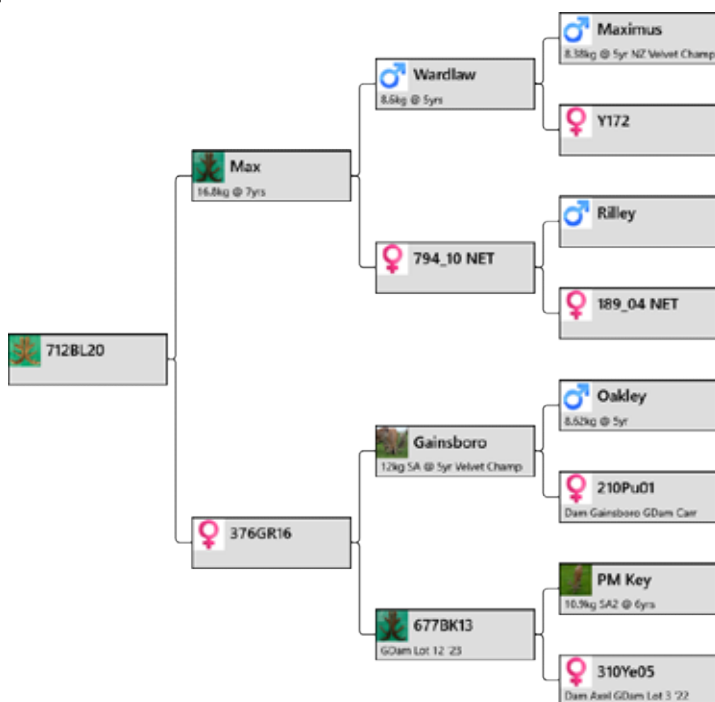 Maximus
8.38kg @ 5yr NZ Velvet Champ
Wardlaw
8.6kg @ 5yrs
Y172
Max
16.8kg @ 7yrs
Rilley
794_10 NET
189_04 NET
712BL20
Oakley
8.62kg @ 5yr
Gainsboro
12kg SA @ 5yr Velvet Champ
210Pu01
Dam Gainsboro GDam Carr
376GR16
PM Key
10.9kg SA2 @ 6yrs
677BK13
GDam Lot 12 '23
310Ye05
Dam Axel GDam Lot 3 '22